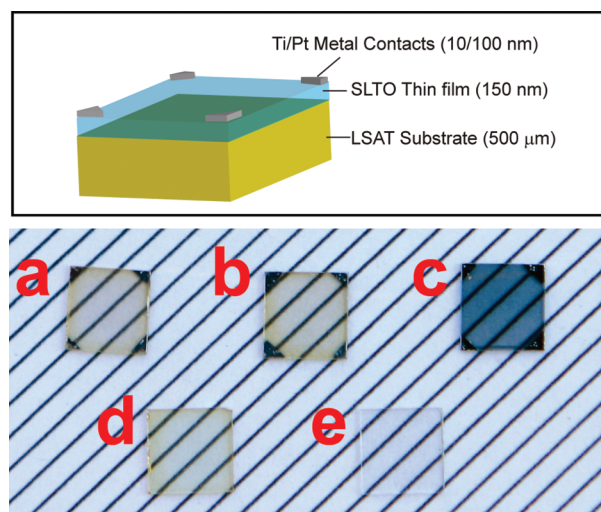 Ti/Pt Metal Contacts (10/100 nm)
SLTO Thin film (150 nm)
LSAT Substrate (500 μm)
a
b
c
d
e